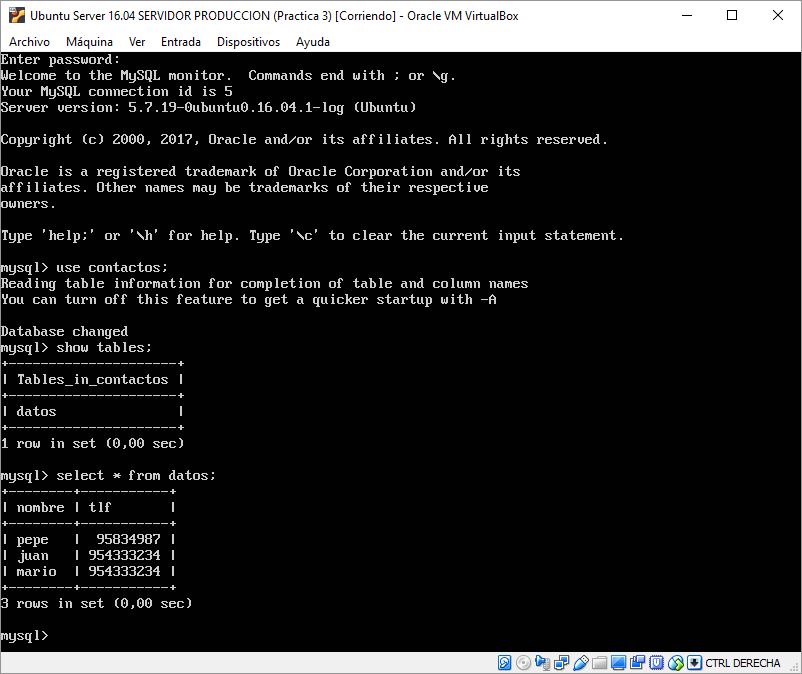 Ubuntu Server 16.04 SERVIDOR PRODUCCION (Practica 3) [Corriendo] - Oracle VM VirtualBox
Archivo Máquina Ver Entrada Dispositivos Ayuda
Enter password:
Welcome to the MySQL monitor.  Commands end with ; or \g.
Your MySQL connection id is 5
Server version: 5.7.19-0ubuntu0.16.04.1-log (Ubuntu)
Copyright (c) 2000, 2017, Oracle and/or its affiliates. All rights reserved.
Oracle is a registered trademark of Oracle Corporation and/or its
affiliates. Other names may be trademarks of their respective
owners.
Type 'help;' or '\h' for help. Type '\c' to clear the current input statement.
mysql> use contactos;
Reading table information for completion of table and column names
You can turn off this feature to get a quicker startup with -A
Database changed
mysql> show tables;
+---------------------+
| Tables_in_contactos |
+---------------------+
| datos               |
+---------------------+
1 row in set (0,00 sec)
mysql> select * from datos;
+--------+-----------+
| nombre | tlf       |
+--------+-----------+
| pepe   |  95834987 |
| juan   | 954333234 |
| mario  | 954333234 |
+--------+-----------+
3 rows in set (0,00 sec)
mysql>
CTRL DERECHA